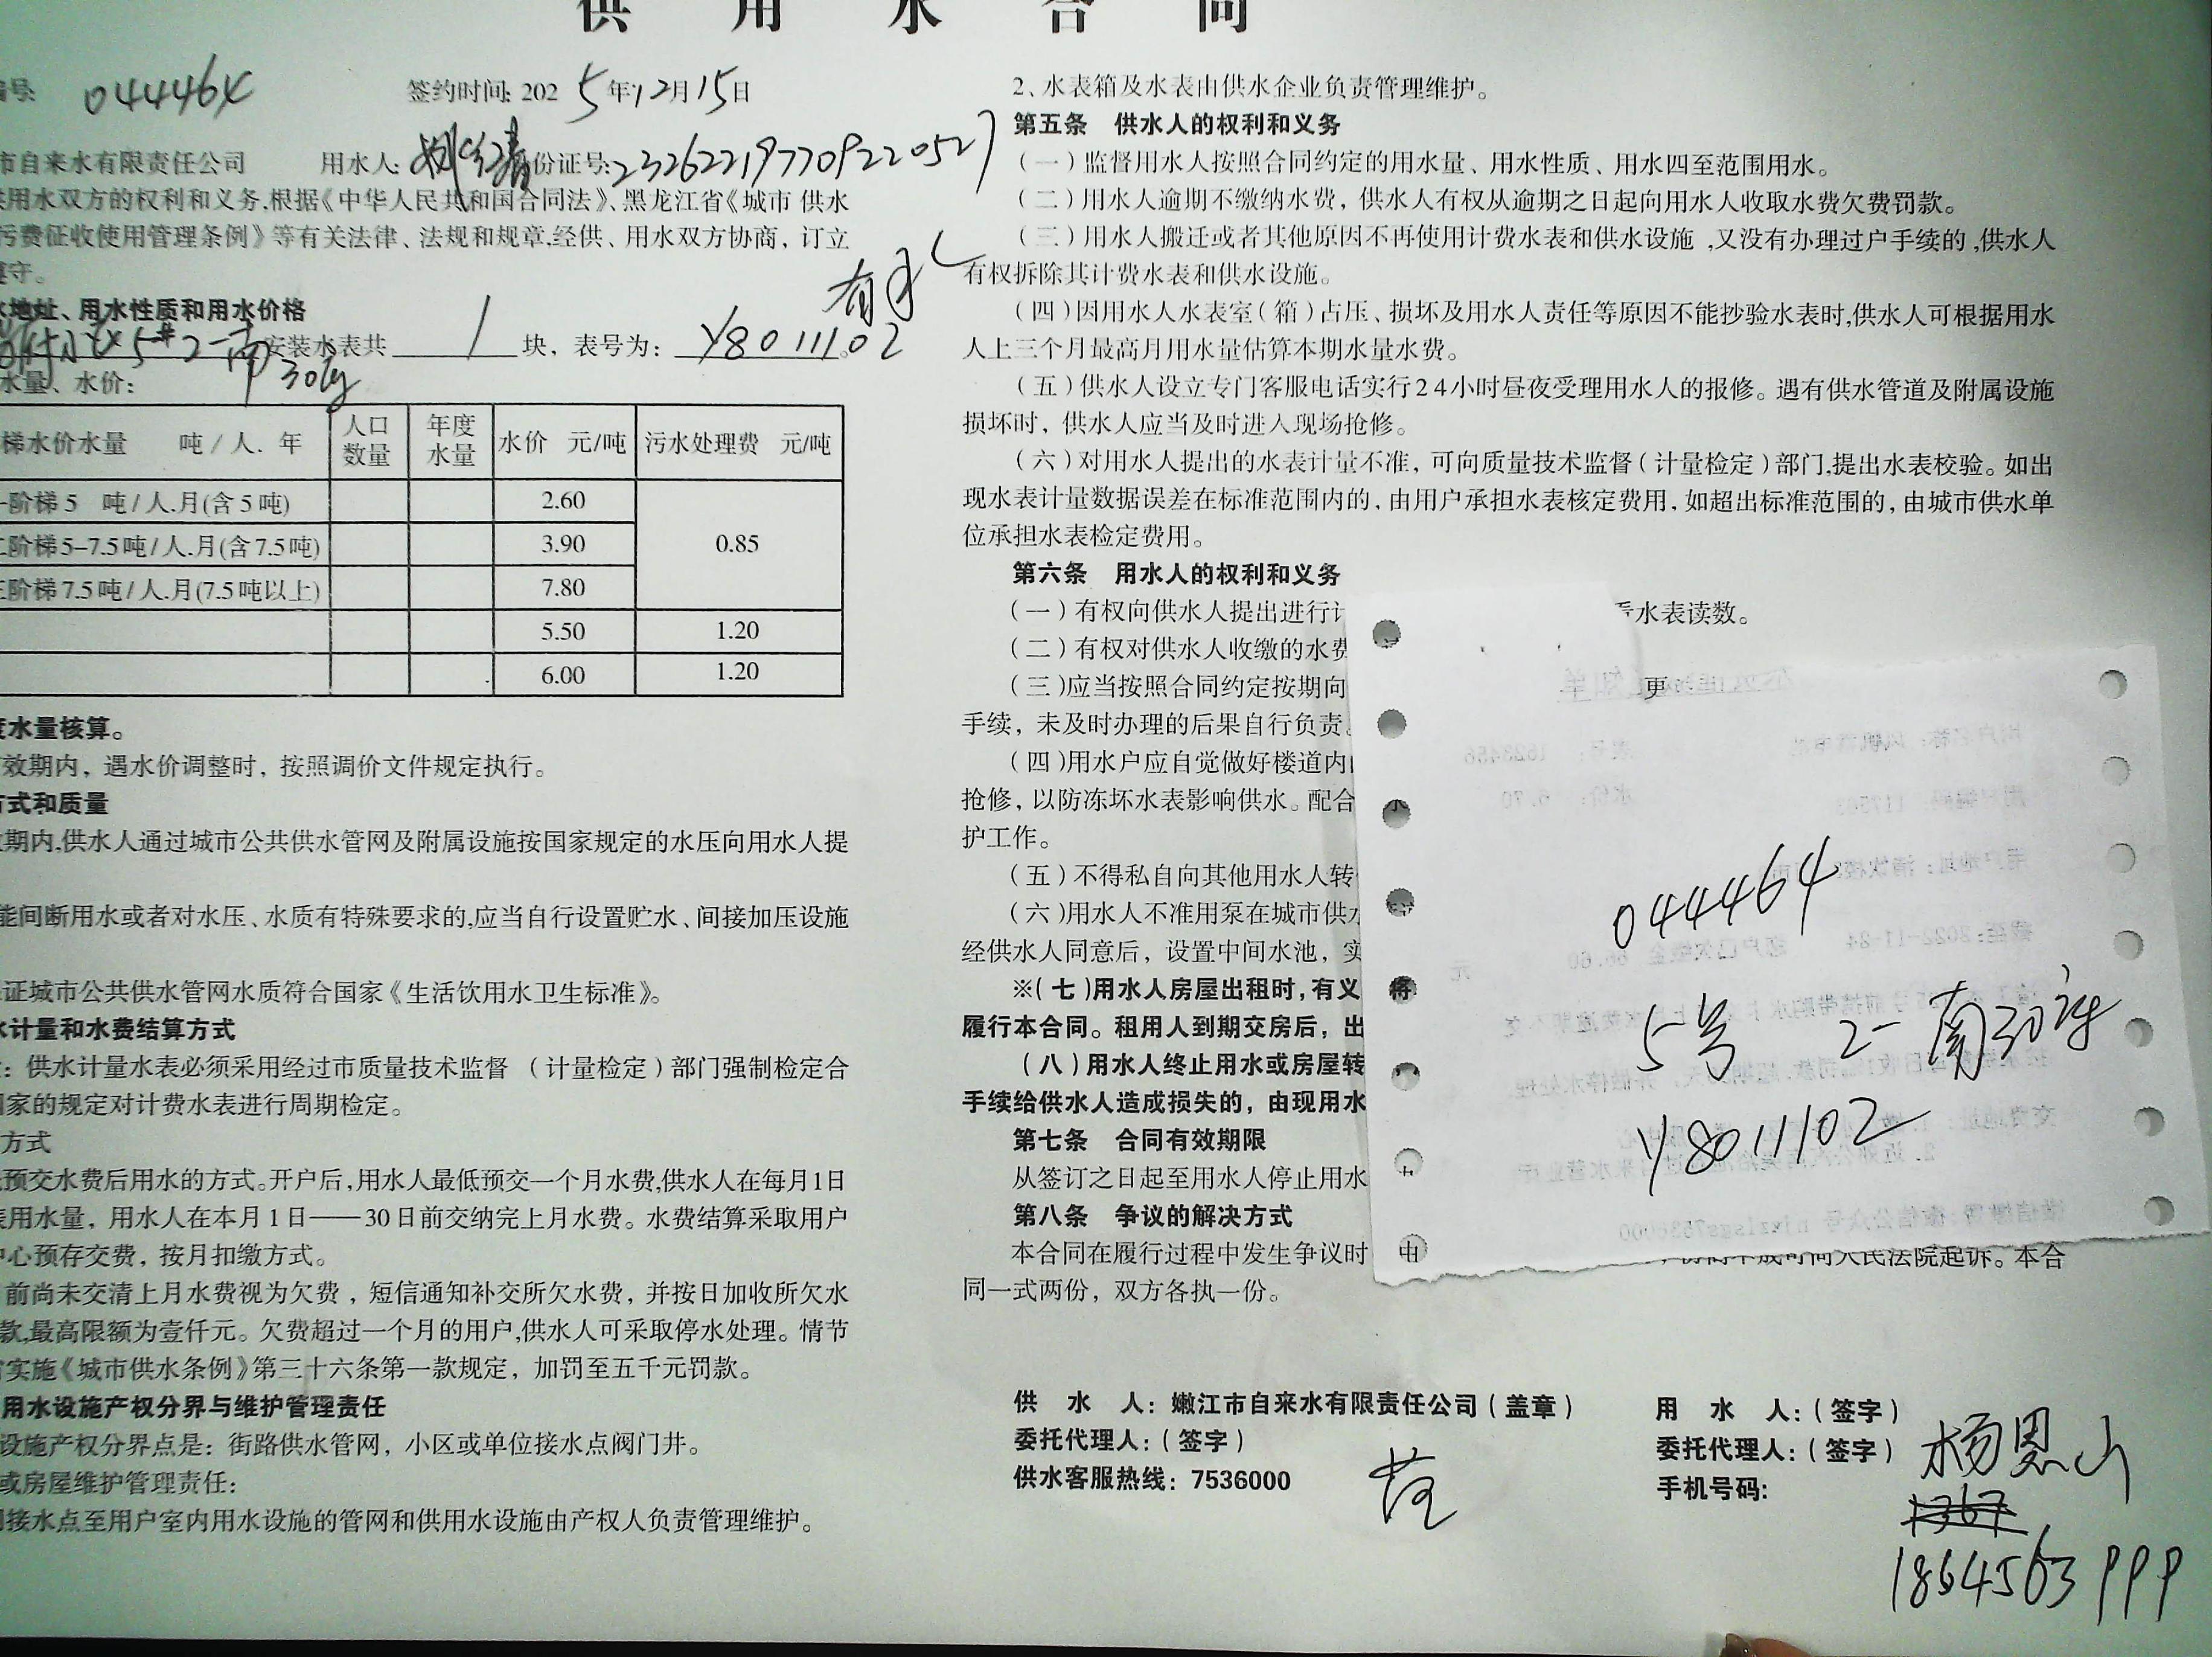 供用水合同
编号: 044464
签约时间: 2025年12月15日
市自来水有限责任公司 用水人: 份证号: 232622197709220527
供用水双方的权利和义务,根据《中华人民共和国合同法》、黑龙江省《城市 供水
污费征收使用管理条例》等有关法律、法规和规章,经供、用水双方协商，订立
遵守。
水地址、用水性质和用水价格
5# 2-南 安装水表共 1 块，表号为： Y8011102
水量、水价：
梯水价水量 吨/人.年 人口数量 年度水量 水价 元/吨 污水处理费 元/吨
一阶梯5 吨/人.月(含5吨) 2.60 0.85
二阶梯5-7.5吨/人.月(含7.5吨) 3.90
三阶梯7.5吨/人.月(7.5吨以上) 7.80
5.50 1.20
6.00 1.20
度水量核算。
有效期内，遇水价调整时，按照调价文件规定执行。
方式和质量
效期内,供水人通过城市公共供水管网及附属设施按国家规定的水压向用水人提
能间断用水或者对水压、水质有特殊要求的,应当自行设置贮水、间接加压设施
证城市公共供水管网水质符合国家《生活饮用水卫生标准》。
水计量和水费结算方式
：供水计量水表必须采用经过市质量技术监督 （计量检定）部门强制检定合
国家的规定对计费水表进行周期检定。
方式
预交水费后用水的方式。开户后，用水人最低预交一个月水费,供水人在每月1日
表用水量，用水人在本月1日——30日前交纳完上月水费。水费结算采取用户
中心预存交费，按月扣缴方式。
前尚未交清上月水费视为欠费，短信通知补交所欠水费，并按日加收所欠水
款,最高限额为壹仟元。欠费超过一个月的用户,供水人可采取停水处理。情节
实施《城市供水条例》第三十六条第一款规定，加罚至五千元罚款。
用水设施产权分界与维护管理责任
设施产权分界点是：街路供水管网，小区或单位接水点阀门井。
或房屋维护管理责任：
接水点至用户室内用水设施的管网和供用水设施由产权人负责管理维护。
2、水表箱及水表由供水企业负责管理维护。
第五条 供水人的权利和义务
（一）监督用水人按照合同约定的用水量、用水性质、用水四至范围用水。
（二）用水人逾期不缴纳水费，供水人有权从逾期之日起向用水人收取水费欠费罚款。
（三）用水人搬迁或者其他原因不再使用计费水表和供水设施,又没有办理过户手续的,供水人
有权拆除其计费水表和供水设施。
（四）因用水人水表室（箱）占压、损坏及用水人责任等原因不能抄验水表时,供水人可根据用水
人上三个月最高月用水量估算本期水量水费。
（五）供水人设立专门客服电话实行24小时昼夜受理用水人的报修。遇有供水管道及附属设施
损坏时，供水人应当及时进入现场抢修。
（六）对用水人提出的水表计量不准，可向质量技术监督（计量检定）部门,提出水表校验。如出
现水表计量数据误差在标准范围内的，由用户承担水表核定费用，如超出标准范围的，由城市供水单
位承担水表检定费用。
第六条 用水人的权利和义务
（一）有权向供水人提出进行计 水表读数。
（二）有权对供水人收缴的水费
（三）应当按照合同约定按期向 更
手续，未及时办理的后果自行负责。
（四）用水户应自觉做好楼道内
抢修，以防冻坏水表影响供水。配合
护工作。
（五）不得私自向其他用水人转
（六）用水人不准用泵在城市供水
经供水人同意后，设置中间水池，实
※（七）用水人房屋出租时,有义 将
履行本合同。租用人到期交房后，出
（八）用水人终止用水或房屋转
手续给供水人造成损失的，由现用水
第七条 合同有效期限
从签订之日起至用水人停止用水
第八条 争议的解决方式
本合同在履行过程中发生争议时 由 人民法院起诉。本合
同一式两份，双方各执一份。
044464
5号 2-南30
Y8011102
供水人：嫩江市自来水有限责任公司（盖章）
委托代理人：（签字）
供水客服热线：7536000
用水人：（签字）
委托代理人：（签字） 杨恩山
手机号码：
18645639999